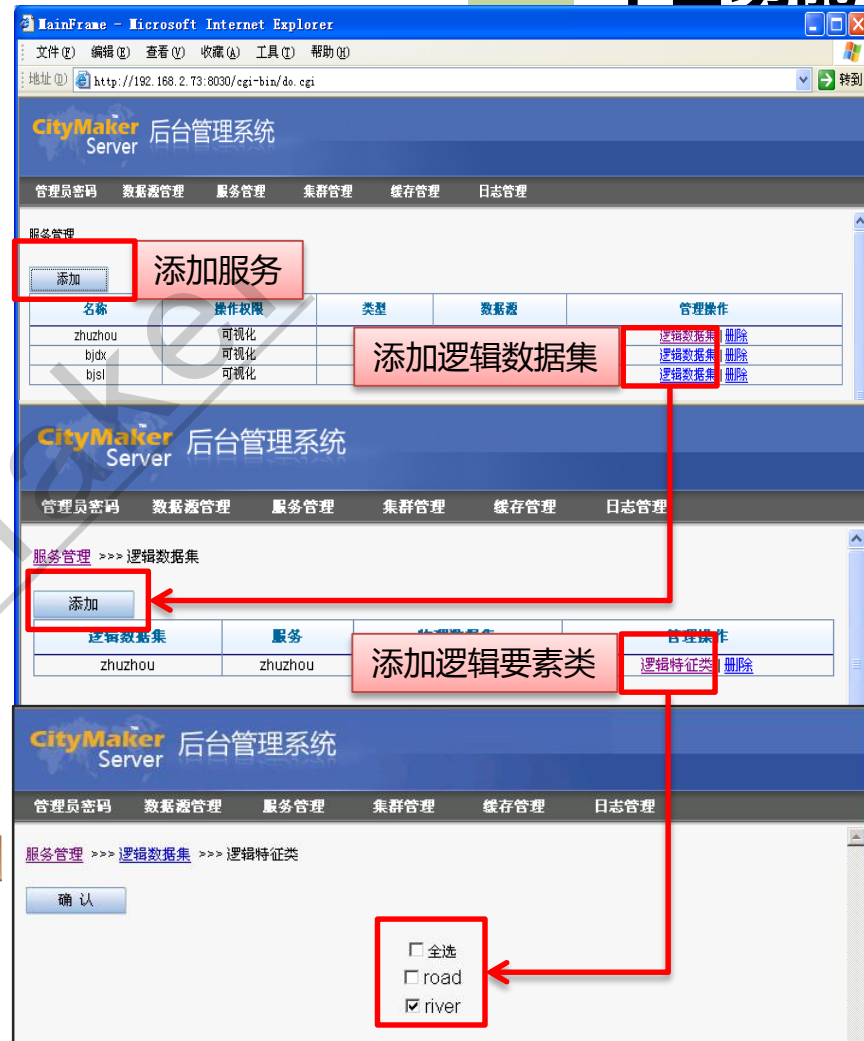 MainFrame - Microsoft Internet Explorer
文件(F) 编辑(E) 查看(V) 收藏(A) 工具(T) 帮助(H)
地址(D) http://192.168.2.73:8030/cgi-bin/do.cgi 转到
CityMaker Server 后台管理系统
管理员密码 数据源管理 服务管理 集群管理 缓存管理 日志管理
服务管理
添加 添加服务
名称 操作权限 类型 数据源 管理操作
zhuzhou 可视化 逻辑数据集 | 删除
bjdx 可视化 逻辑数据集 | 删除
bjsl 可视化 逻辑数据集 | 删除
添加逻辑数据集
CityMaker Server 后台管理系统
管理员密码 数据源管理 服务管理 集群管理 缓存管理 日志管理
服务管理 >>> 逻辑数据集
添加
逻辑数据集 服务 管理操作
zhuzhou zhuzhou 逻辑特征类 | 删除
添加逻辑要素类
CityMaker Server 后台管理系统
管理员密码 数据源管理 服务管理 集群管理 缓存管理 日志管理
服务管理 >>> 逻辑数据集 >>> 逻辑特征类
确 认
全选
road
river